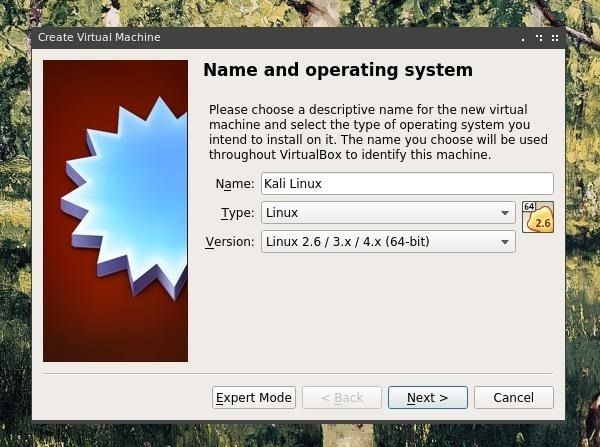 Create Virtual Machine
Name and operating system
Please choose a descriptive name for the new virtual
machine and select the type of operating system you
intend to install on it. The name you choose will be used
throughout VirtualBox to identify this machine.
Name: Kali Linux
Type: Linux
64
2.6
Version: Linux 2.6 / 3.x / 4.x (64-bit)
Expert Mode < Back Next > Cancel